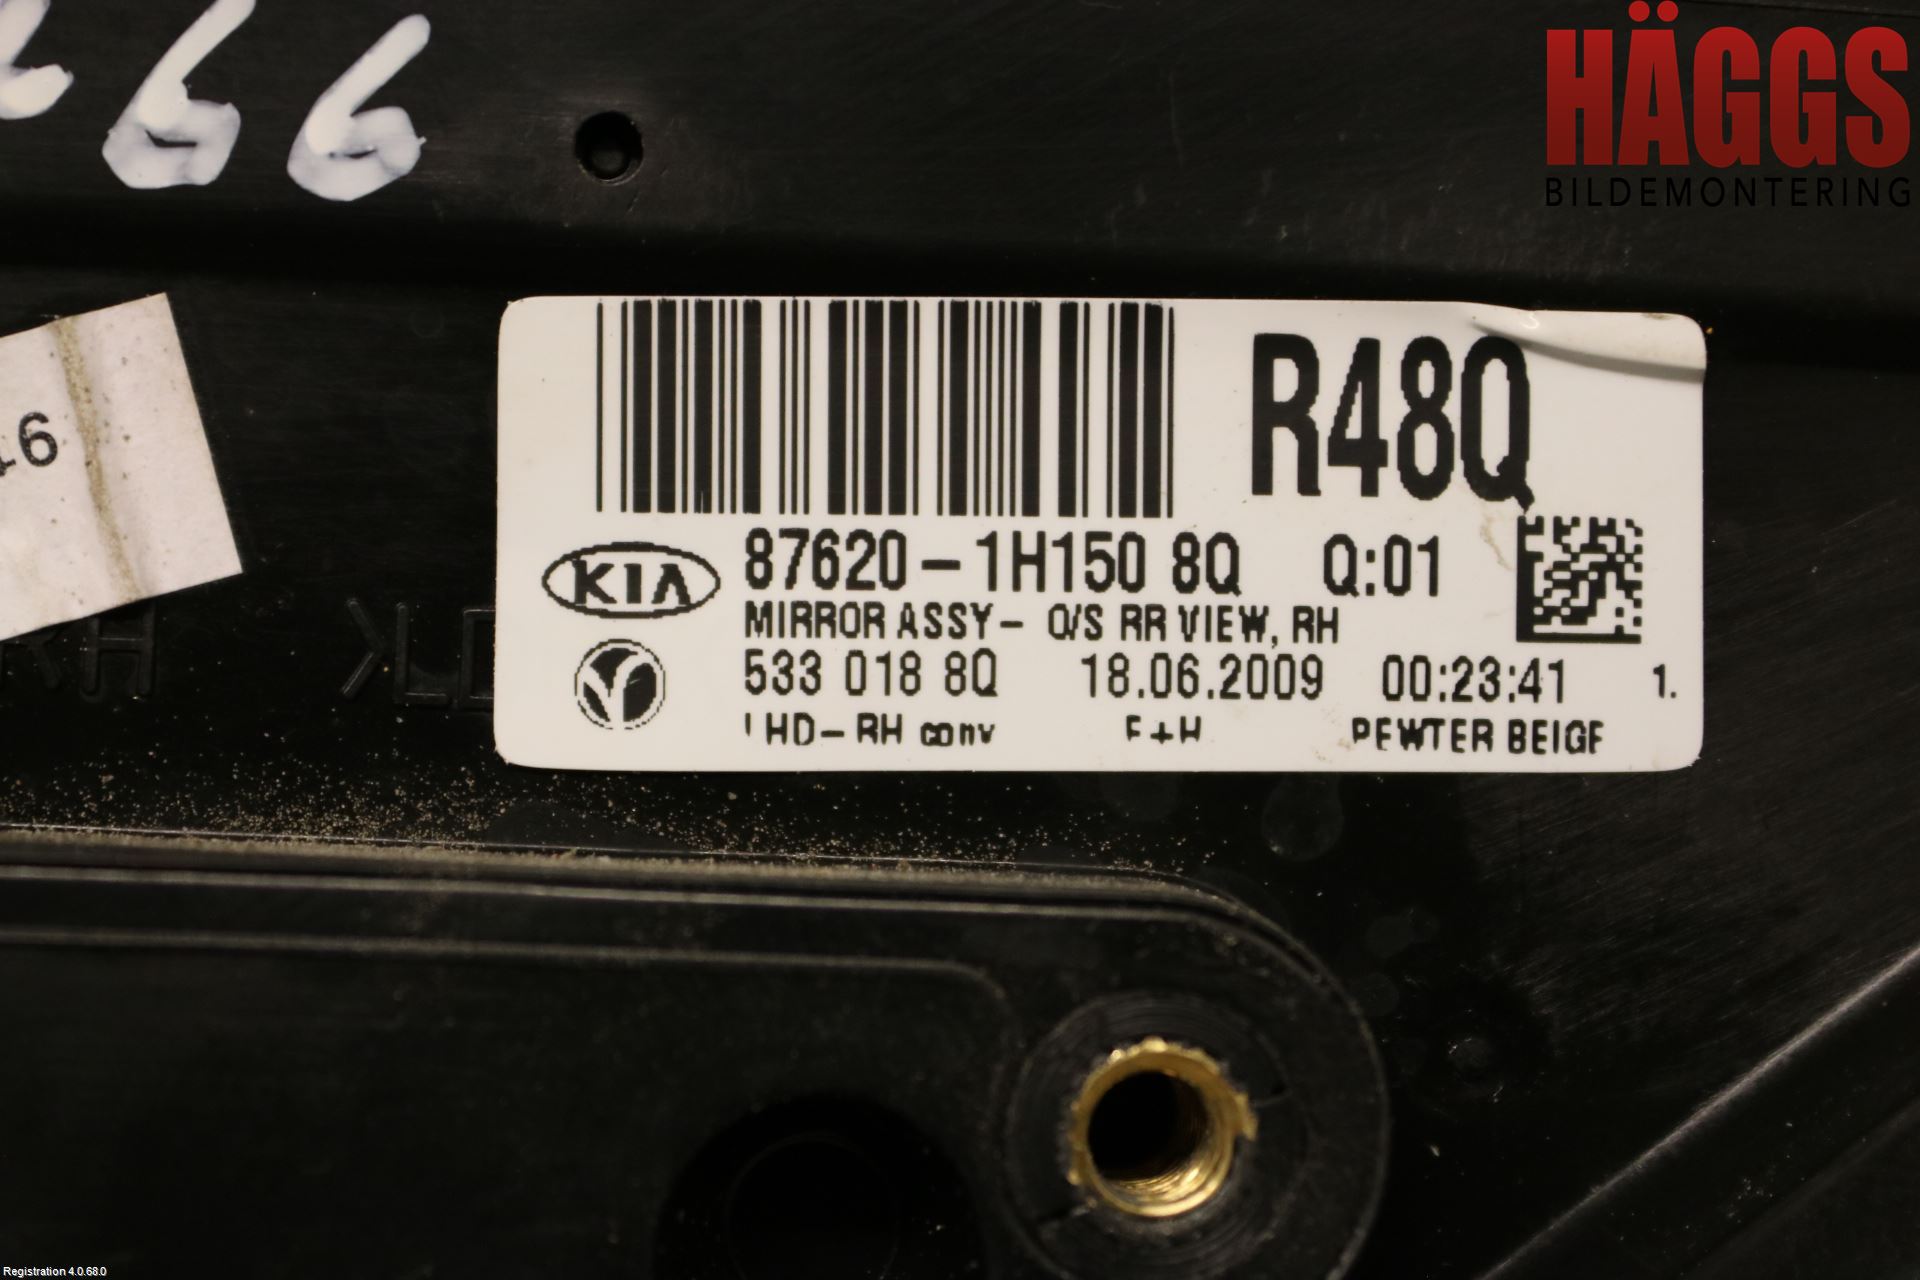 HÄGGS
BILDEMONTERING
R48Q
87620-1H150 8Q Q:01
KIA
MIRROR ASSY- O/S RR VIEW, RH
533 018 8Q 18.06.2009 00:23:41 1.
LHD-RH conv F+H PEWTER BEIGE
Registration 4.0.68.0